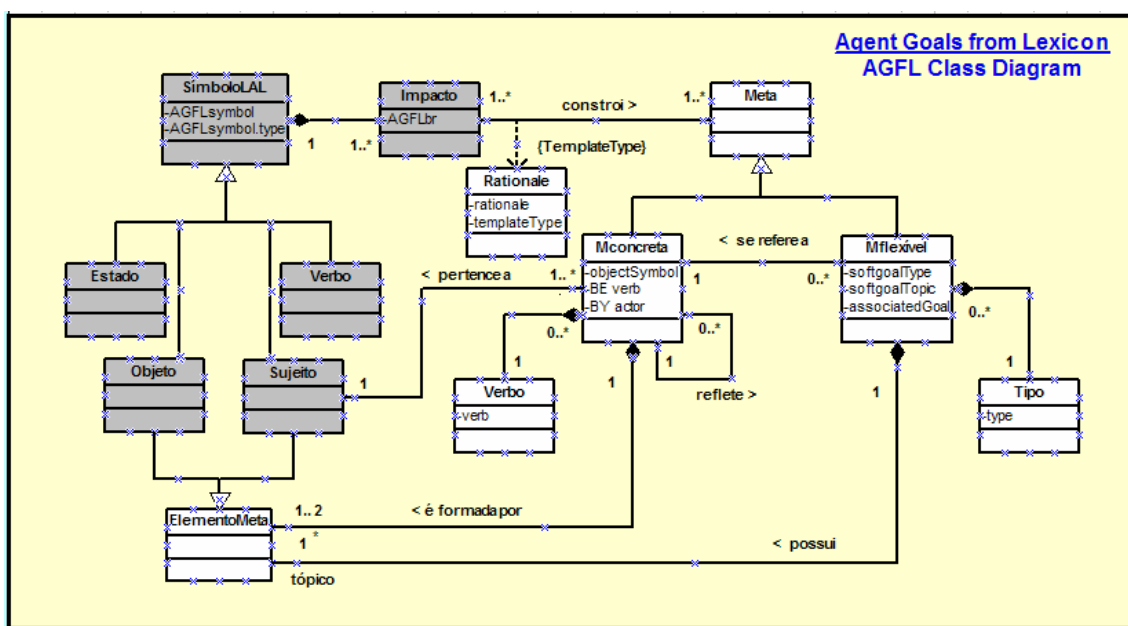 Agent Goals from Lexicon
AGFL Class Diagram
SímboloLAL
-AGFLsymbol
-AGFLsymbol.type
1
1..*
Impacto
-AGFLbr
1..*
constroi >
1..*
Meta
{TemplateType}
Rationale
-rationale
-templateType
Estado
Verbo
Objeto
Sujeito
1
< pertence a
1..*
Mconcreta
-objectSymbol
-BE verb
-BY actor
1
< se refere a
0..*
Mflexível
-softgoalType
-softgoalTopic
-associatedGoal
0..*
0..*
1
Verbo
-verb
1
1
0..*
reflete >
1
1
Tipo
-type
ElementoMeta
1..2
< é formada por
1 *
tópico
< possui